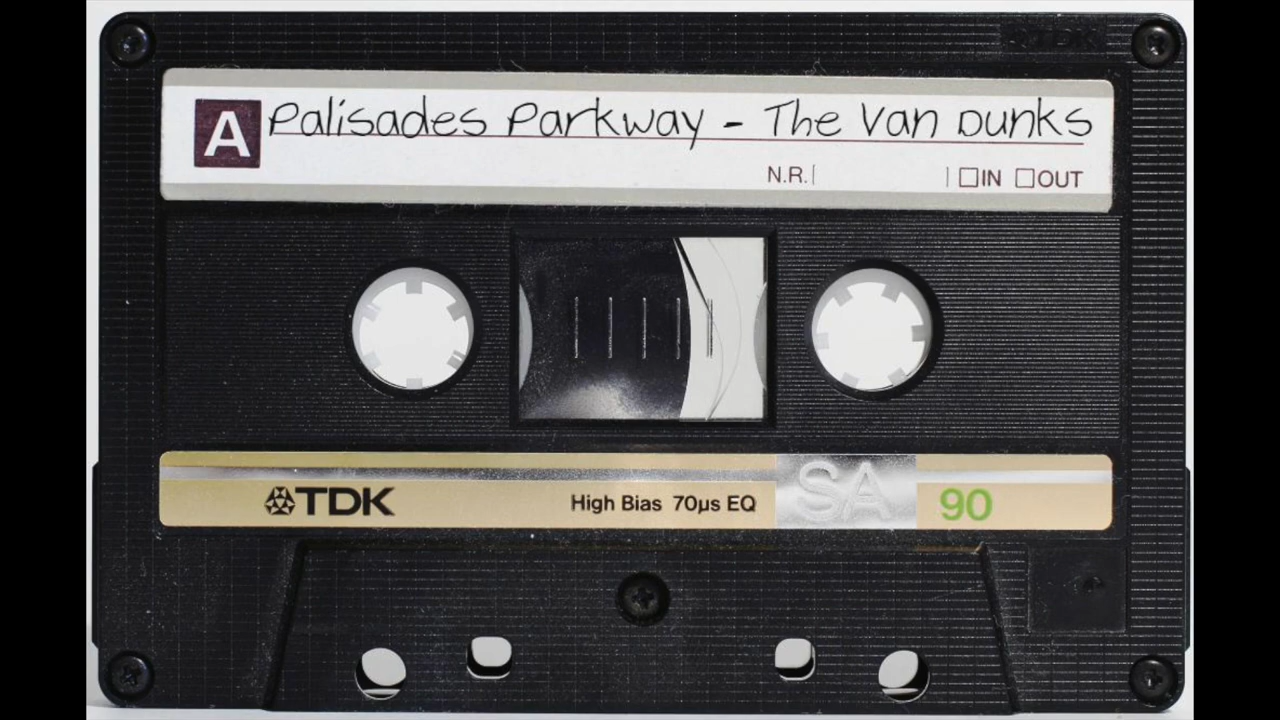 A Palisades Parkway - The Van Dunks
N.R. IN OUT
TDK High Bias 70µs EQ SA 90